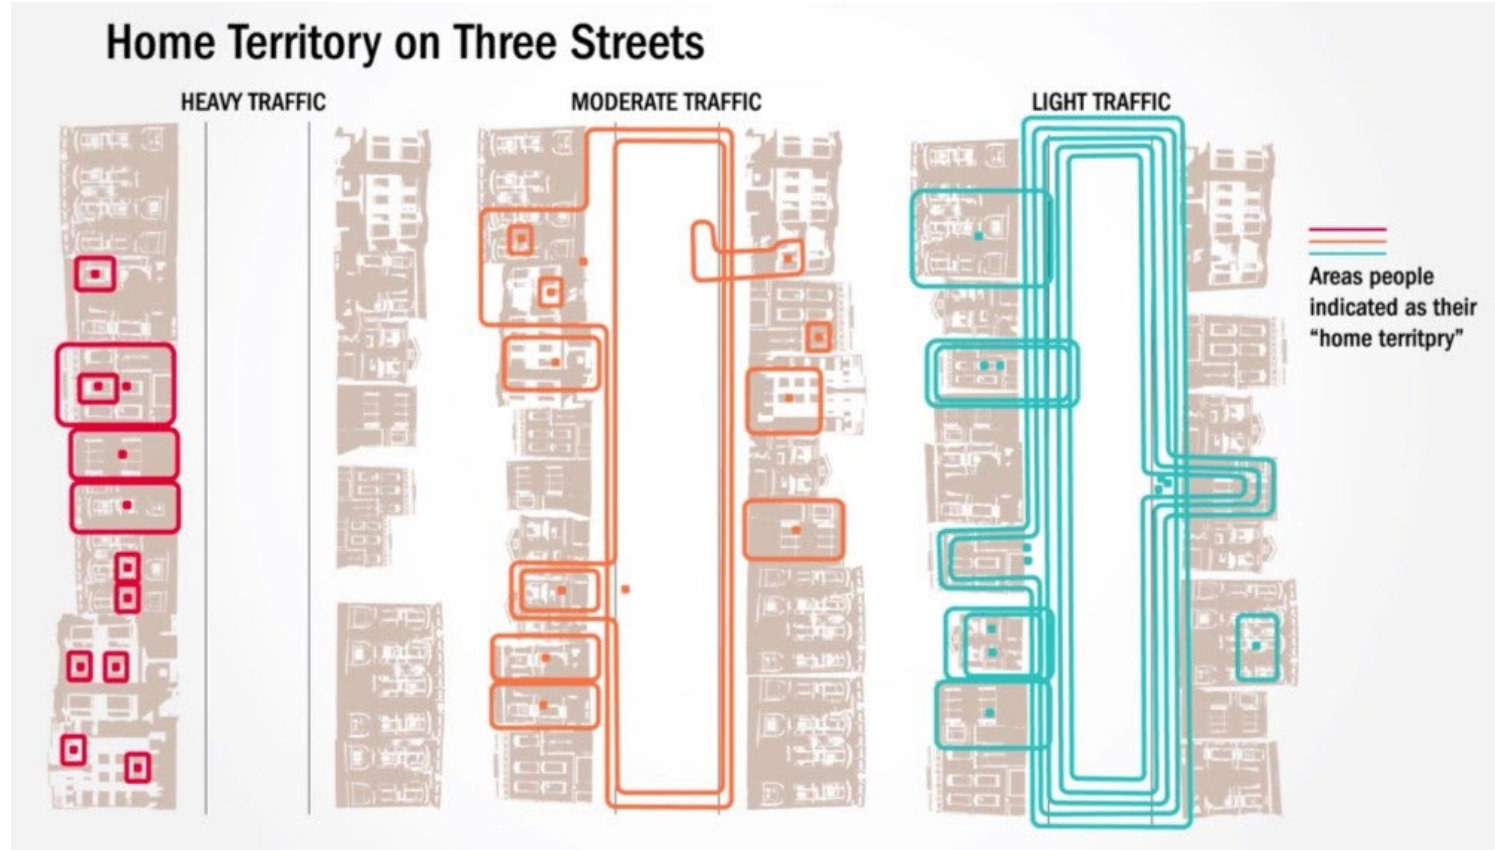 Home Territory on Three Streets
HEAVY TRAFFIC
MODERATE TRAFFIC
LIGHT TRAFFIC
Areas people
indicated as their
“home territpry”